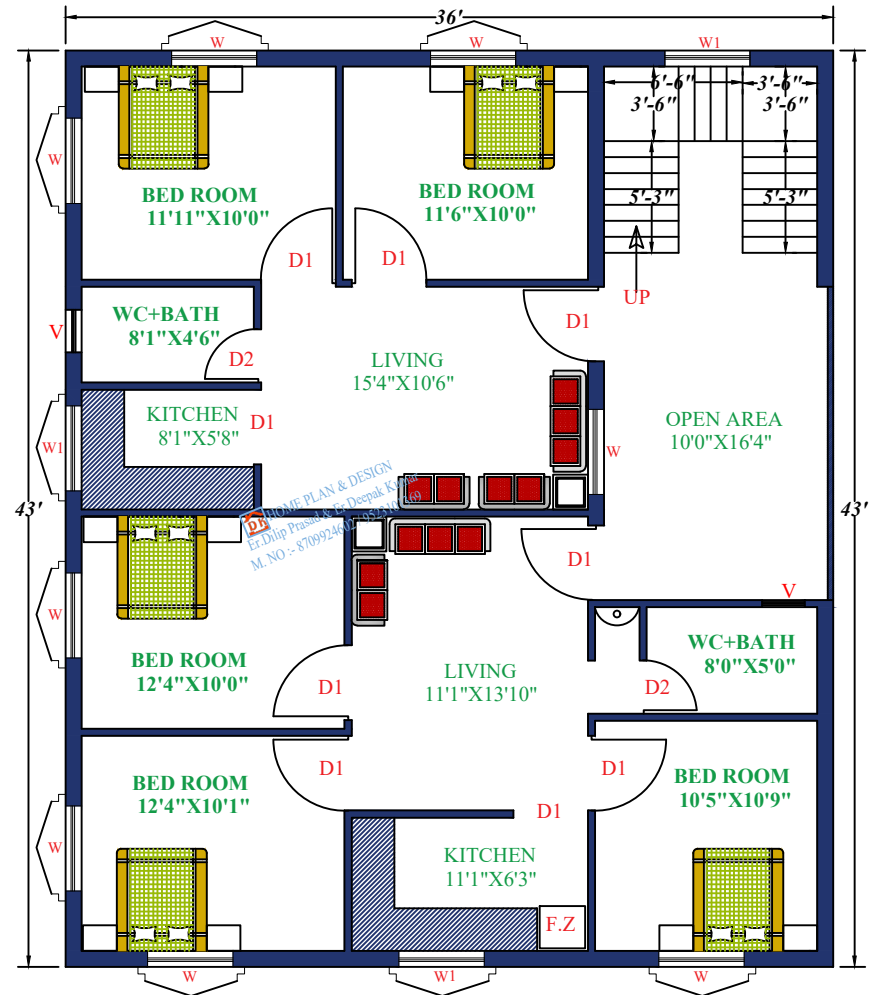 36'
W
W
W1
6'-6"
3'-6"
3'-6"
3'-6"
W
BED ROOM
11'11"X10'0"
BED ROOM
11'6"X10'0"
5'-3"
5'-3"
D1
D1
UP
WC+BATH
8'1"X4'6"
V
D1
D2
LIVING
15'4"X10'6"
KITCHEN
8'1"X5'8"
D1
OPEN AREA
10'0"X16'4"
W1
W
43'
43'
DK HOME PLAN & DESIGN
Er.Dilip Prasad & Er Deepak Kumar
M. NO :- 8709924602
D1
V
W
BED ROOM
12'4"X10'0"
LIVING
11'1"X13'10"
WC+BATH
8'0"X5'0"
D1
D2
D1
D1
BED ROOM
12'4"X10'1"
BED ROOM
10'5"X10'9"
D1
W
KITCHEN
11'1"X6'3"
F.Z
W
W1
W